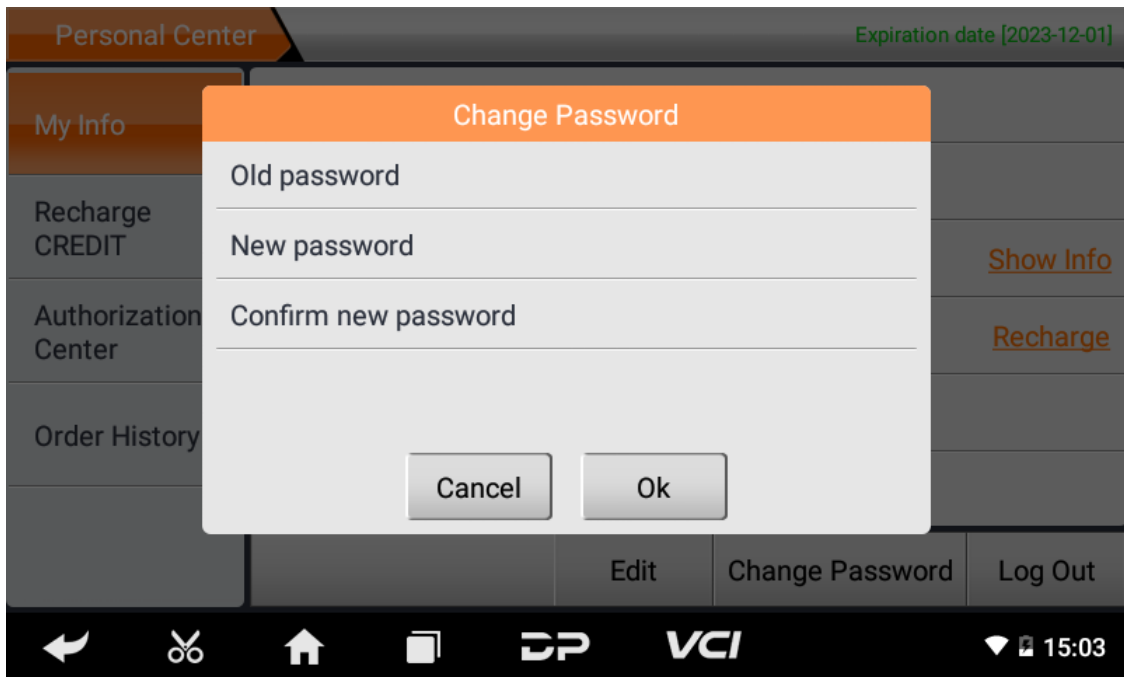 Personal Center
Expiration date [2023-12-01]
My Info
Recharge
CREDIT
Authorization
Center
Order History
Change Password
Old password
New password
Confirm new password
Cancel
Ok
Show Info
Recharge
Edit
Change Password
Log Out
DP
VCI
15:03